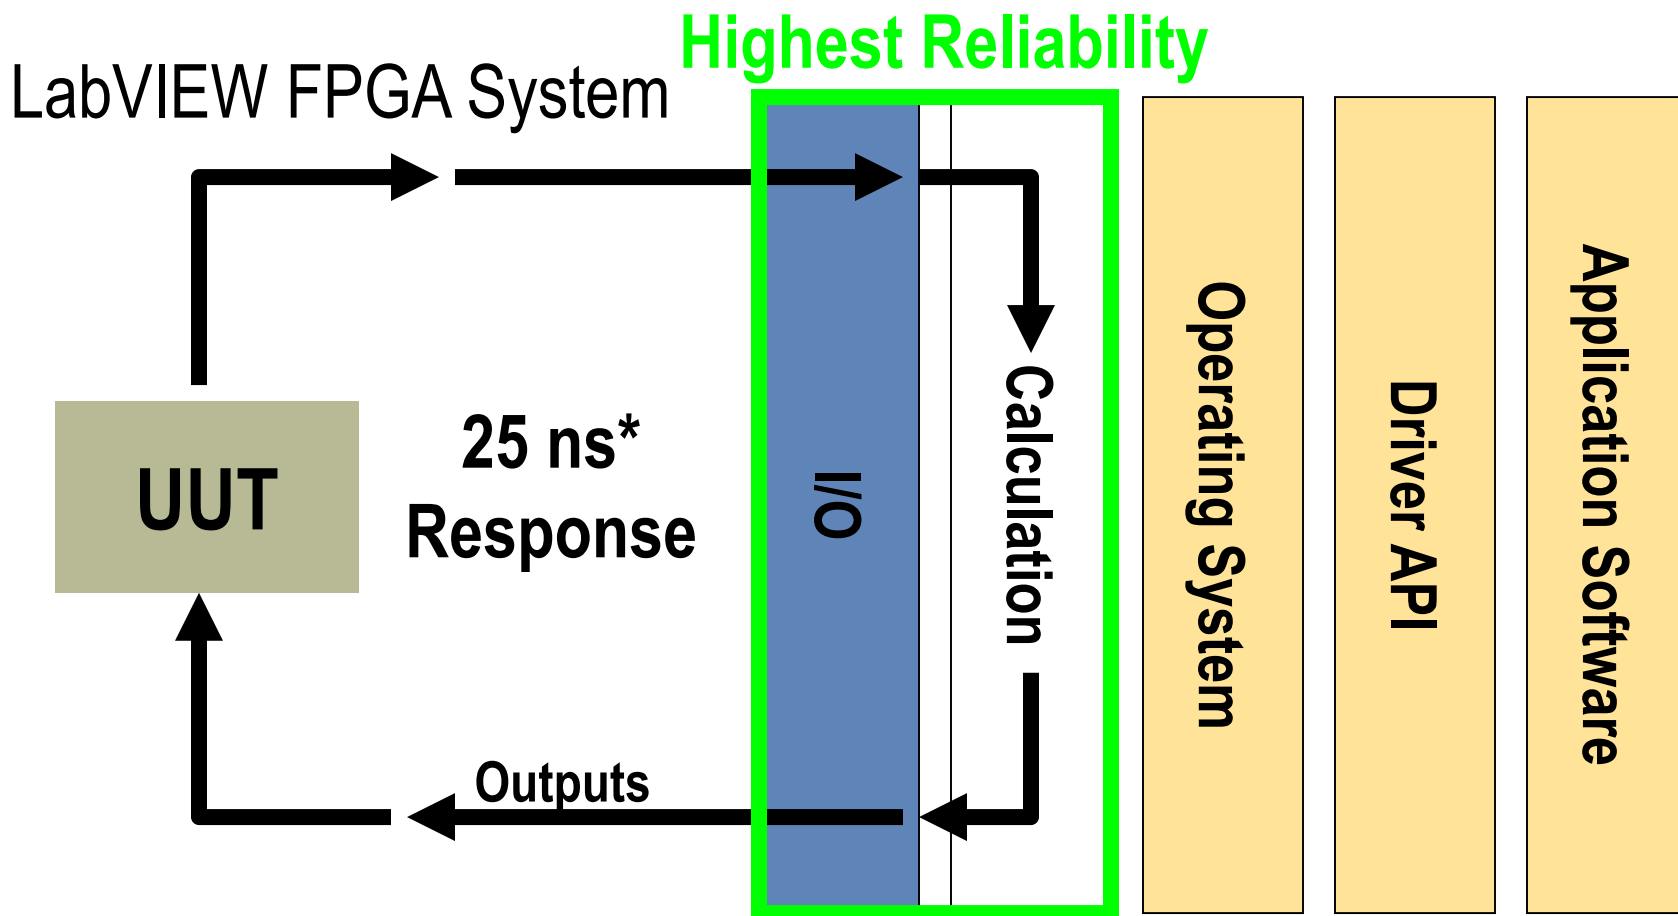 Highest Reliability
LabVIEW FPGA System
UUT
25 ns*
Response
Outputs
I/O
Calculation
Operating System
Driver API
Application Software